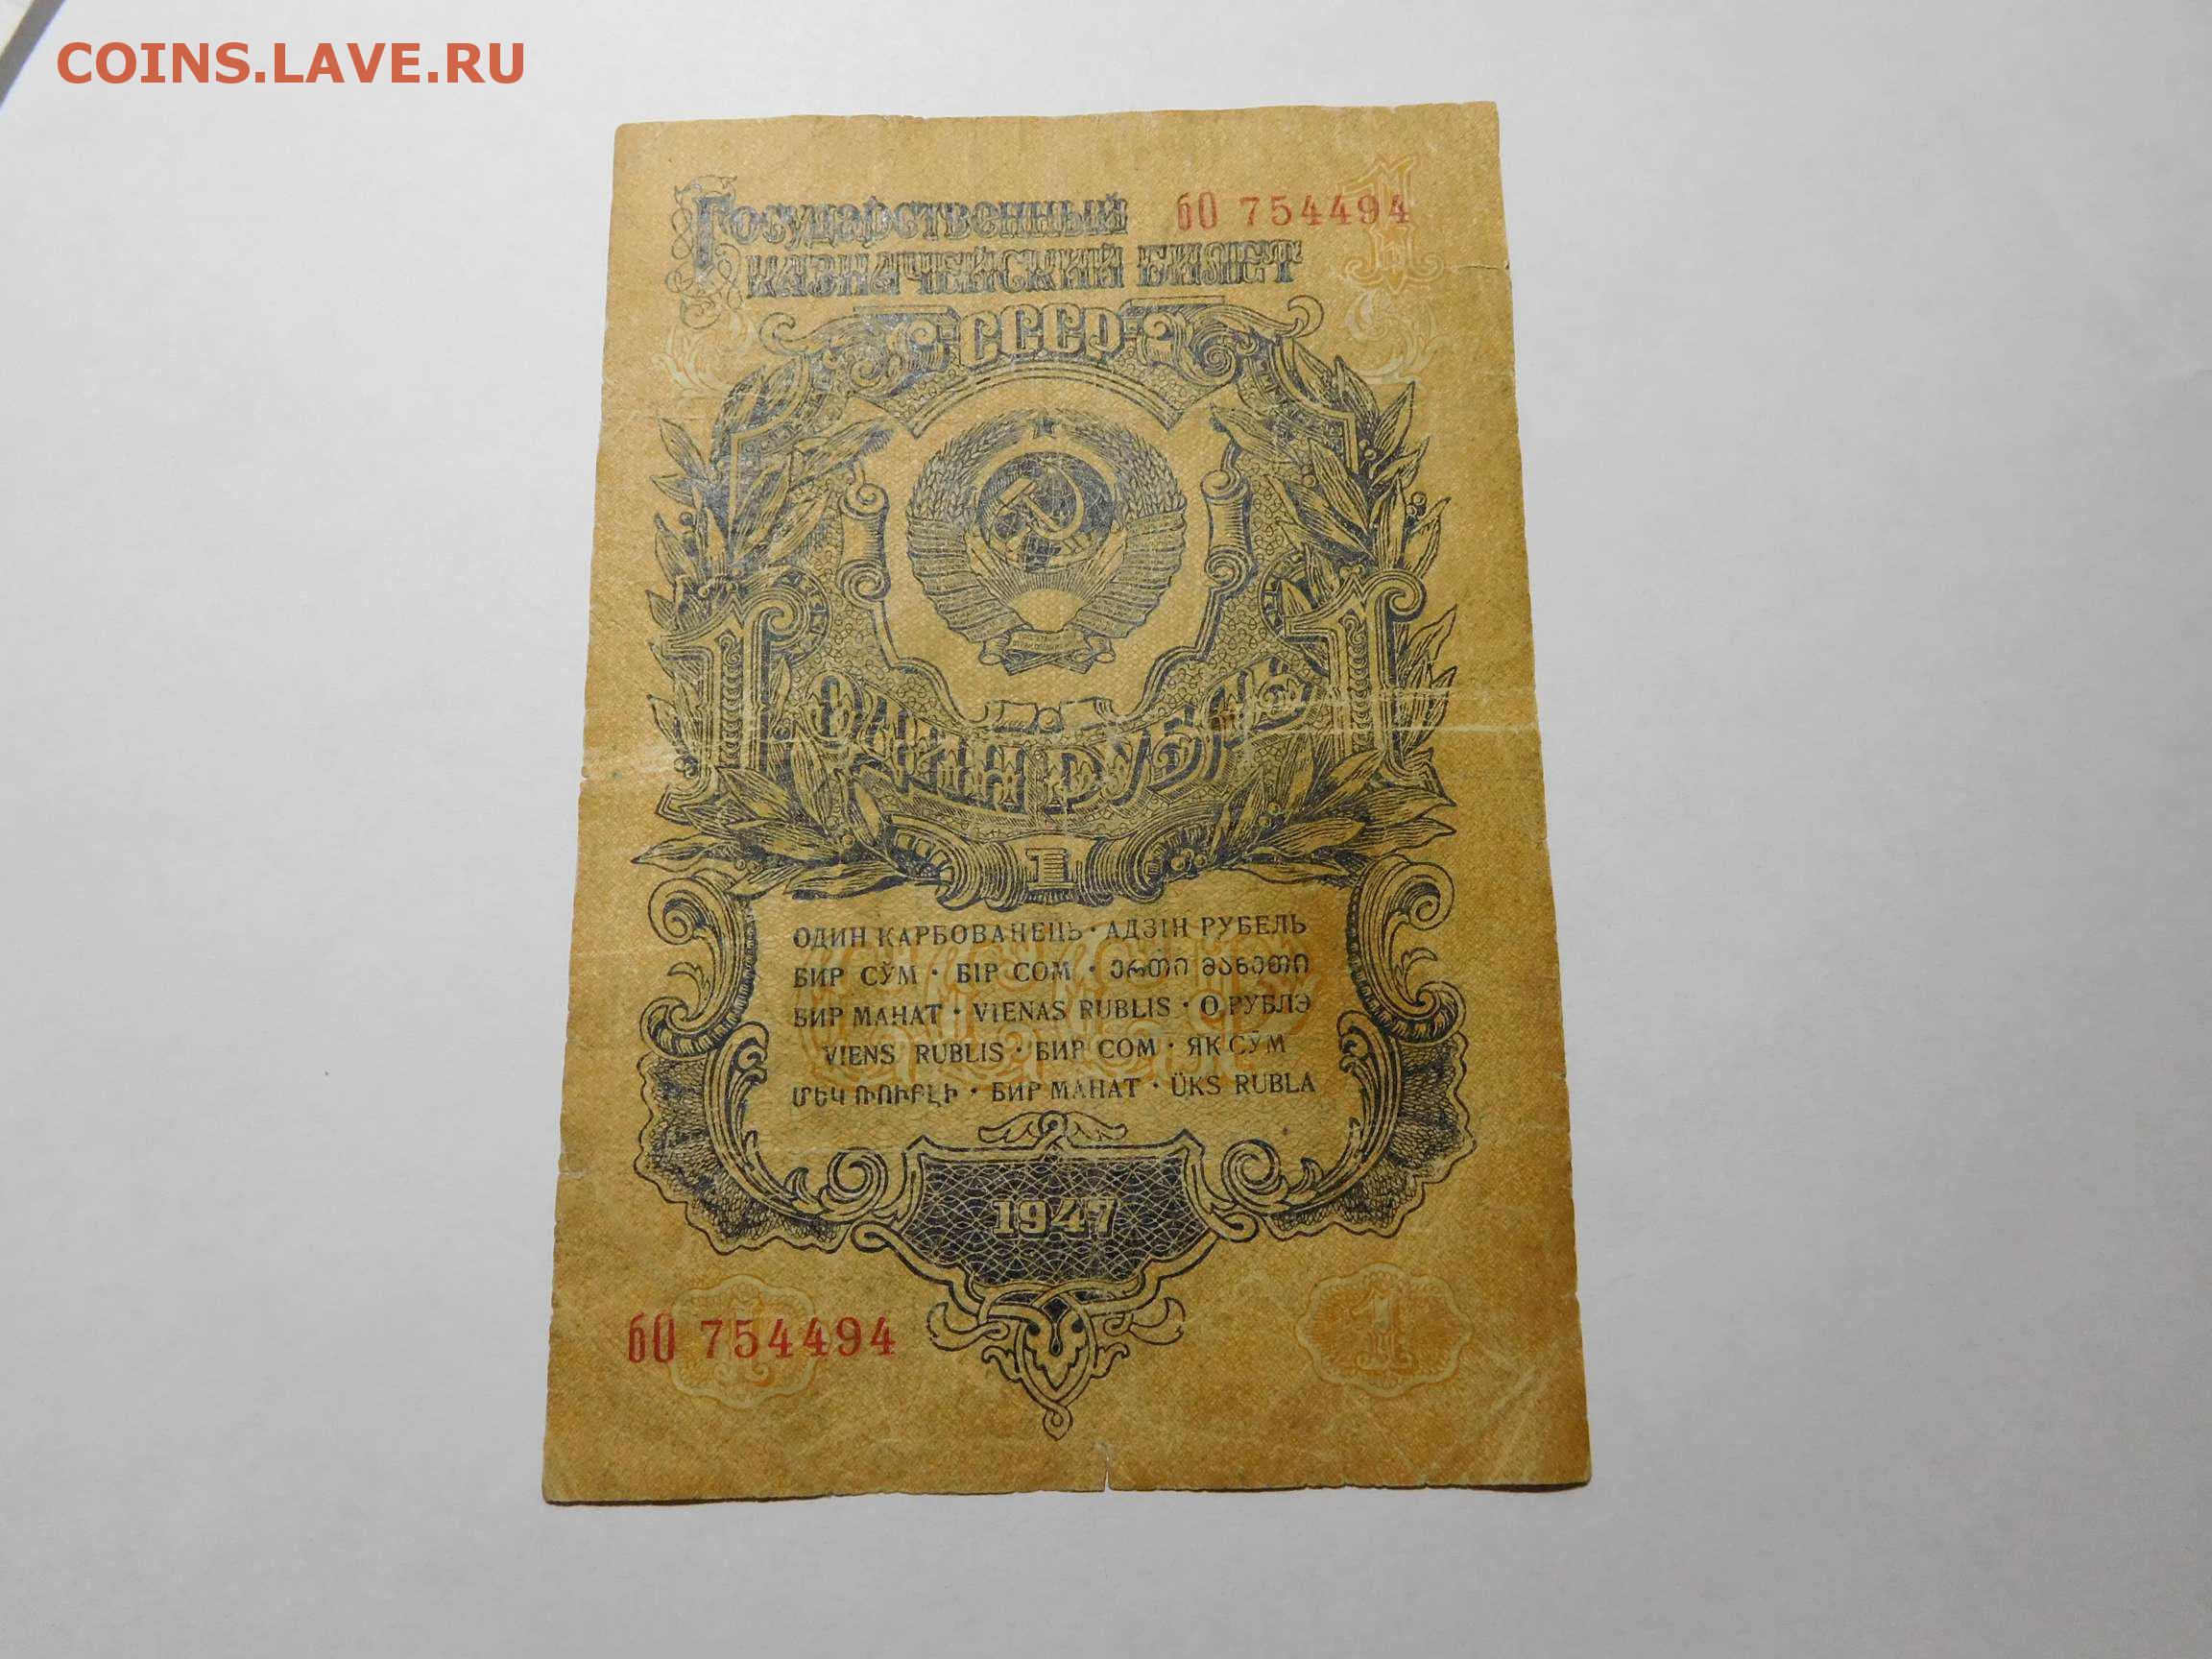 COINS.LAVE.RU
Государственный бО 754494
казначейский билет
СССР
1 1
один рубль
1
ОДИН КАРБОВАНЕЦЬ · АДЗІН РУБЕЛЬ
БИР СЎМ · БІР СОМ · ᲔᲠᲗᲘ ᲛᲐᲜᲔᲗᲘ
БИР МАНАТ · VIENAS RUBLIS · О РУБЛЭ
VIENS RUBLIS · БИР СОМ · ЯК СӮМ
ՄԵԿ ՌՈՒԲԼԻ · БИР МАНАТ · ÜKS RUBLA
1947
бО 754494
1